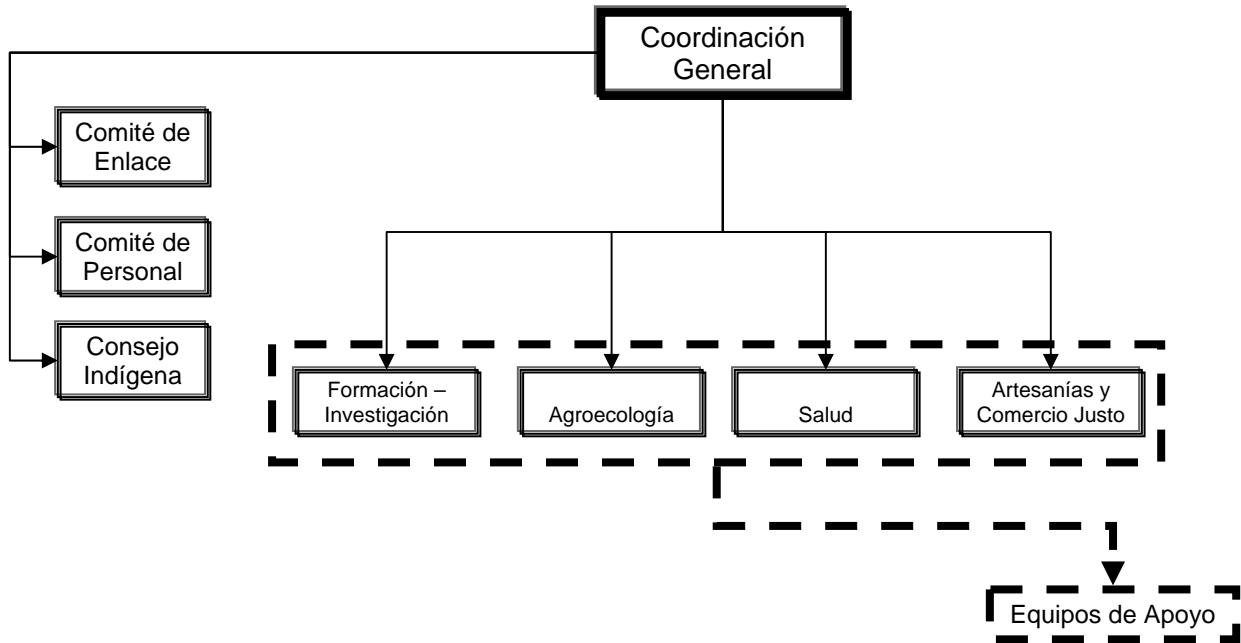 Coordinación
General
Comité de
Enlace
Comité de
Personal
Consejo
Indígena
Formación –
Investigación
Agroecología
Salud
Artesanías y
Comercio Justo
Equipos de Apoyo